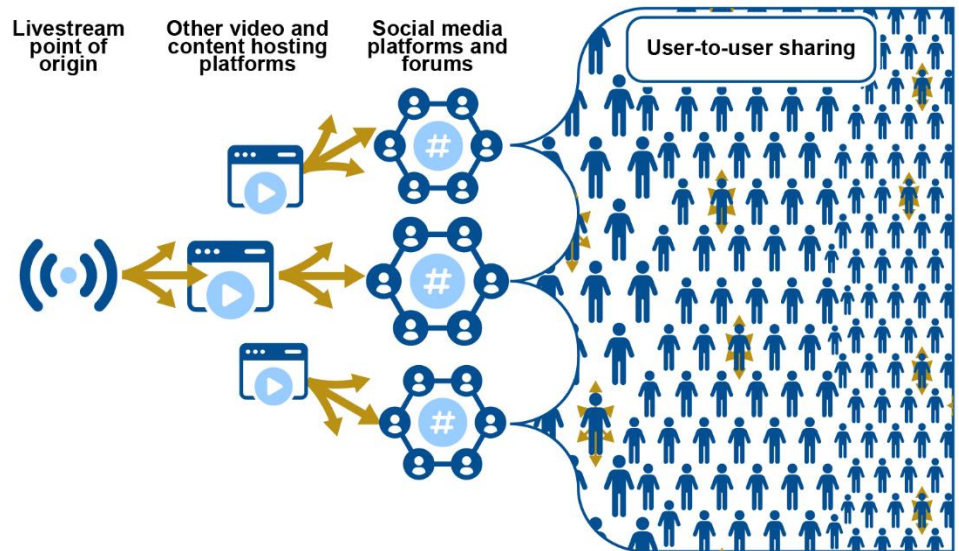 Livestream
point of
origin
Other video and
content hosting
platforms
Social media
platforms and
forums
User-to-user sharing
#
#
#